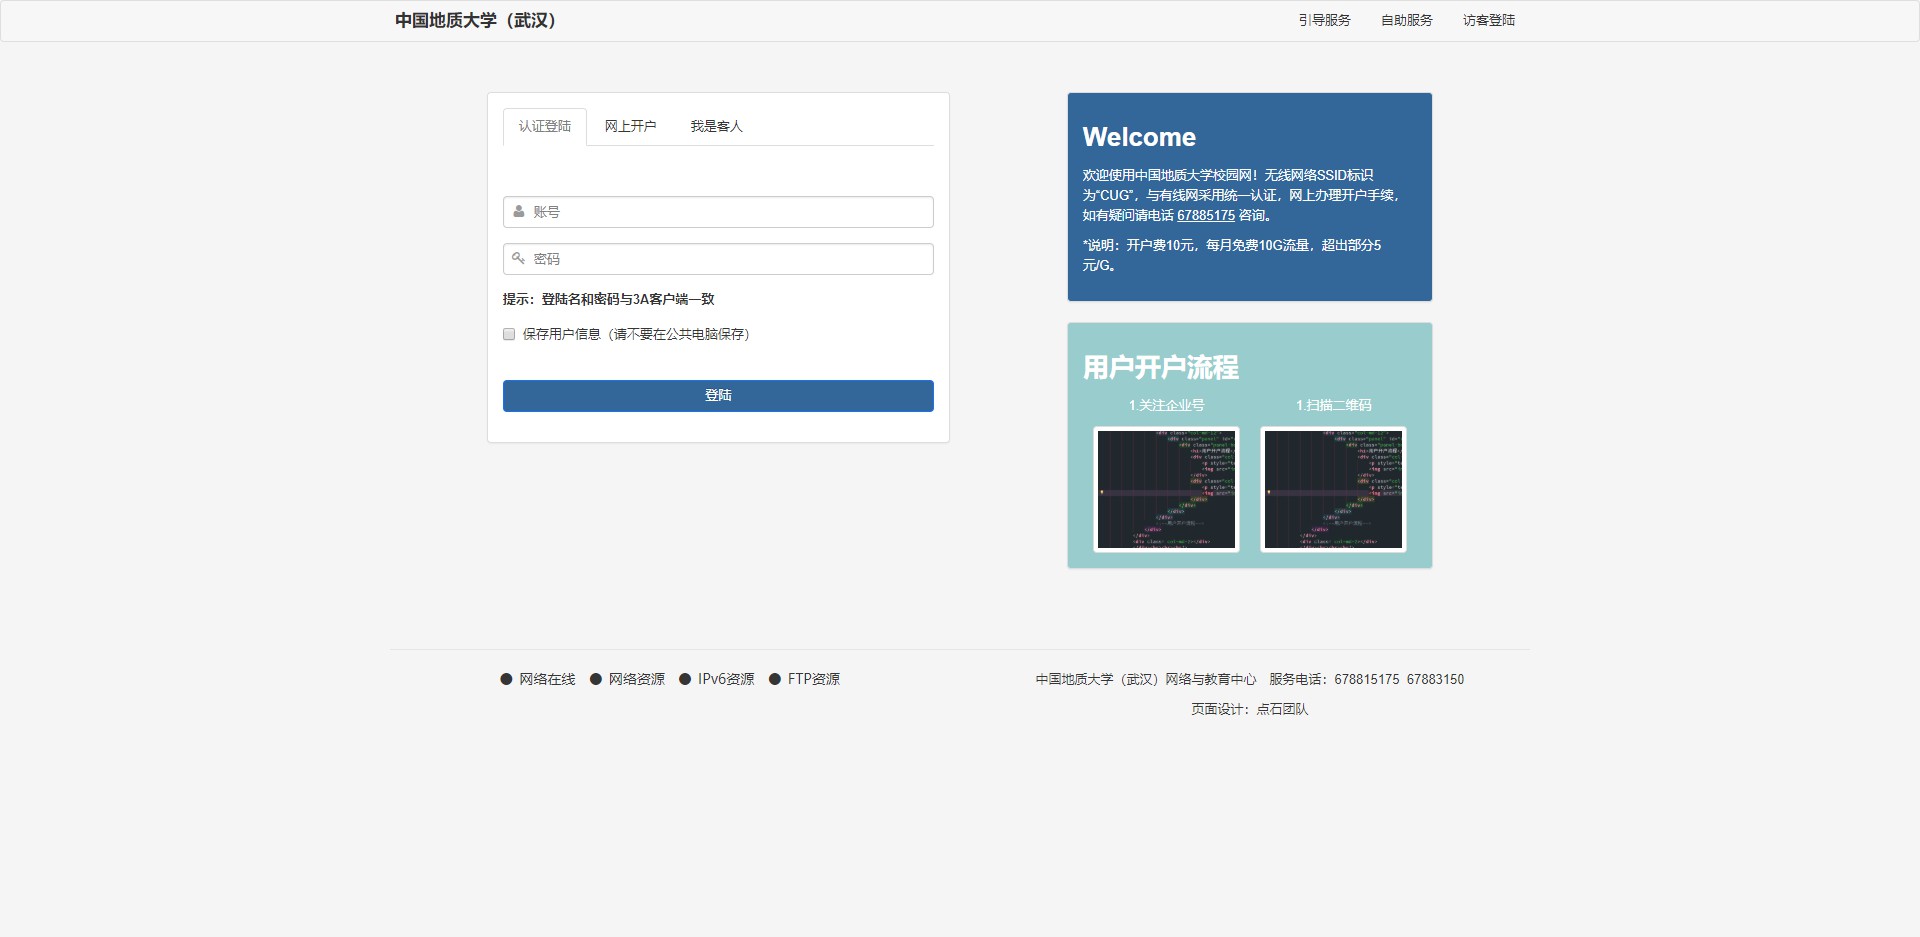 中国地质大学（武汉）
引导服务 自助服务 访客登陆
认证登陆 网上开户 我是客人
账号
密码
提示：登陆名和密码与3A客户端一致
保存用户信息（请不要在公共电脑保存）
登陆
Welcome
欢迎使用中国地质大学校园网！无线网络SSID标识
为“CUG”，与有线网采用统一认证，网上办理开户手续，
如有疑问请电话 67885175 咨询。
*说明：开户费10元，每月免费10G流量，超出部分5
元/G。
用户开户流程
1.关注企业号 1.扫描二维码
网络在线 网络资源 IPv6资源 FTP资源
中国地质大学（武汉）网络与教育中心 服务电话：678815175 67883150
页面设计：点石团队